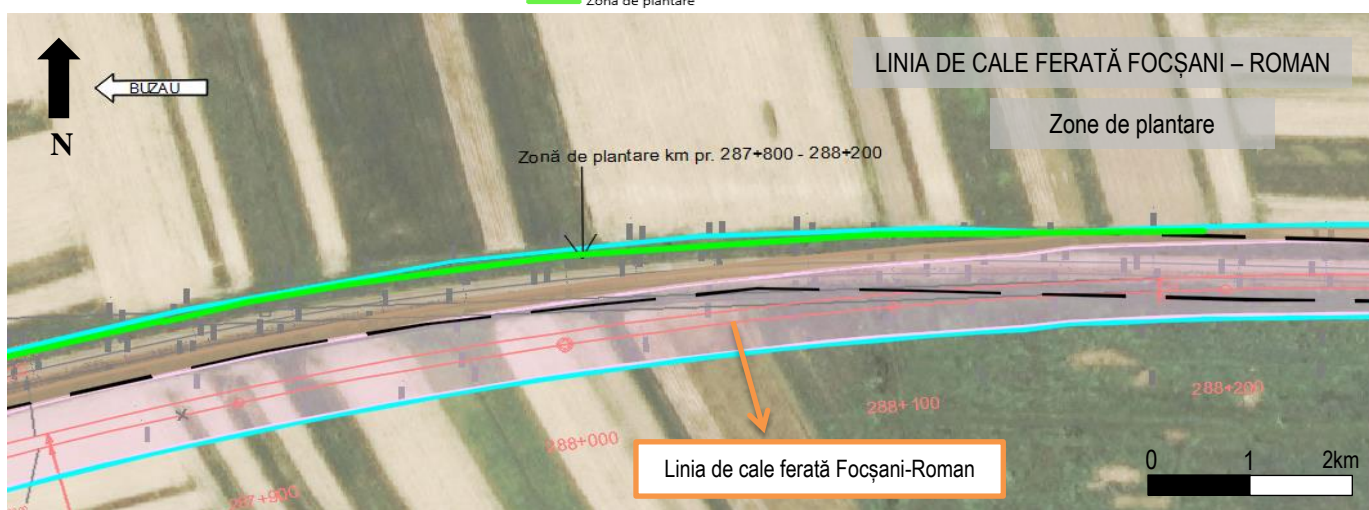 Zona de plantare
LINIA DE CALE FERATĂ FOCȘANI – ROMAN
BUZAU
Zone de plantare
N
Zonă de plantare km pr. 287+800 - 288+200
288+200
288+100
288+000
Linia de cale ferată Focșani-Roman
0 1 2km
287+900